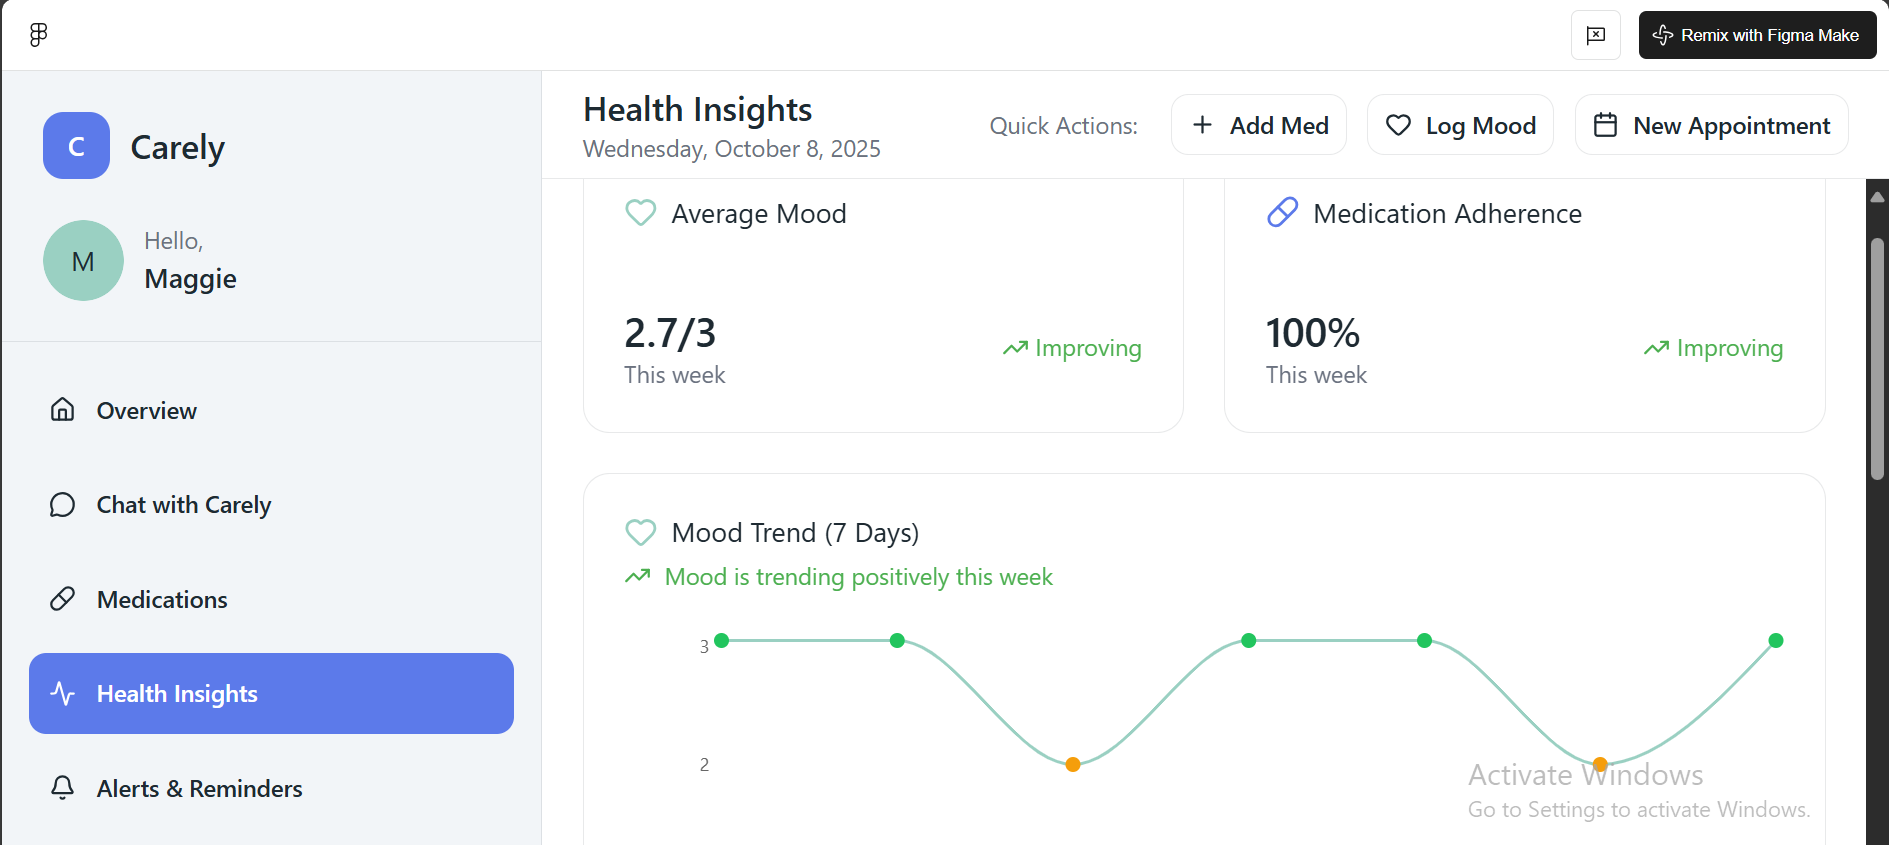 Remix with Figma Make
C
Carely
M
Hello,
Maggie
Overview
Chat with Carely
Medications
Health Insights
Alerts & Reminders
Health Insights
Wednesday, October 8, 2025
Quick Actions:
Add Med
Log Mood
New Appointment
Average Mood
2.7/3
This week
Improving
Medication Adherence
100%
This week
Improving
Mood Trend (7 Days)
Mood is trending positively this week
3
2
Activate Windows
Go to Settings to activate Windows.